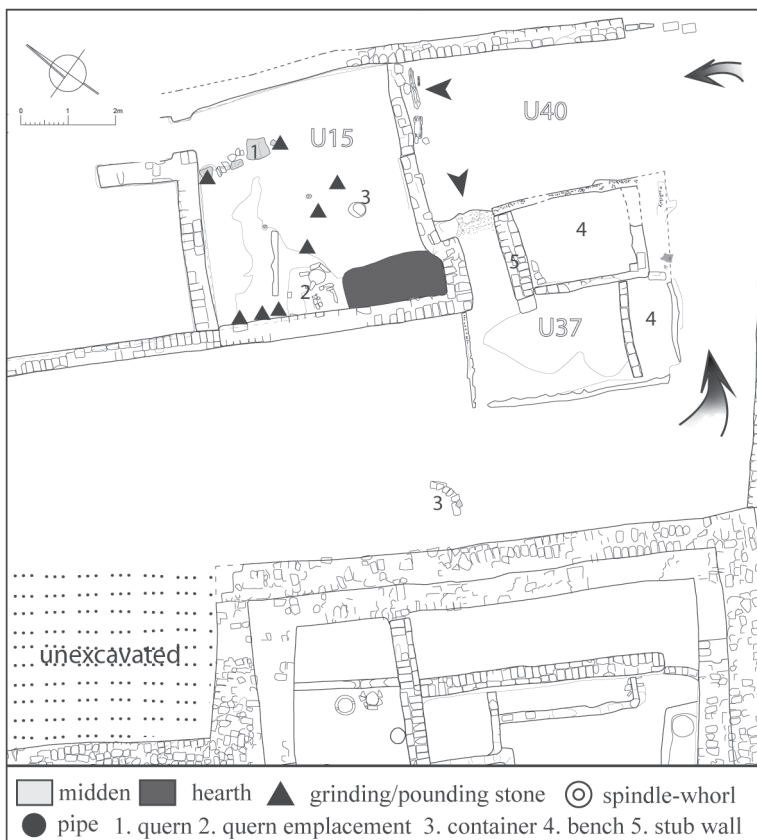 0 1 2m
U15
U40
1
3
4
5
2
U37
4
3
unexcavated
midden hearth grinding/pounding stone spindle-whorl
pipe 1. quern 2. quern emplacement 3. container 4. bench 5. stub wall